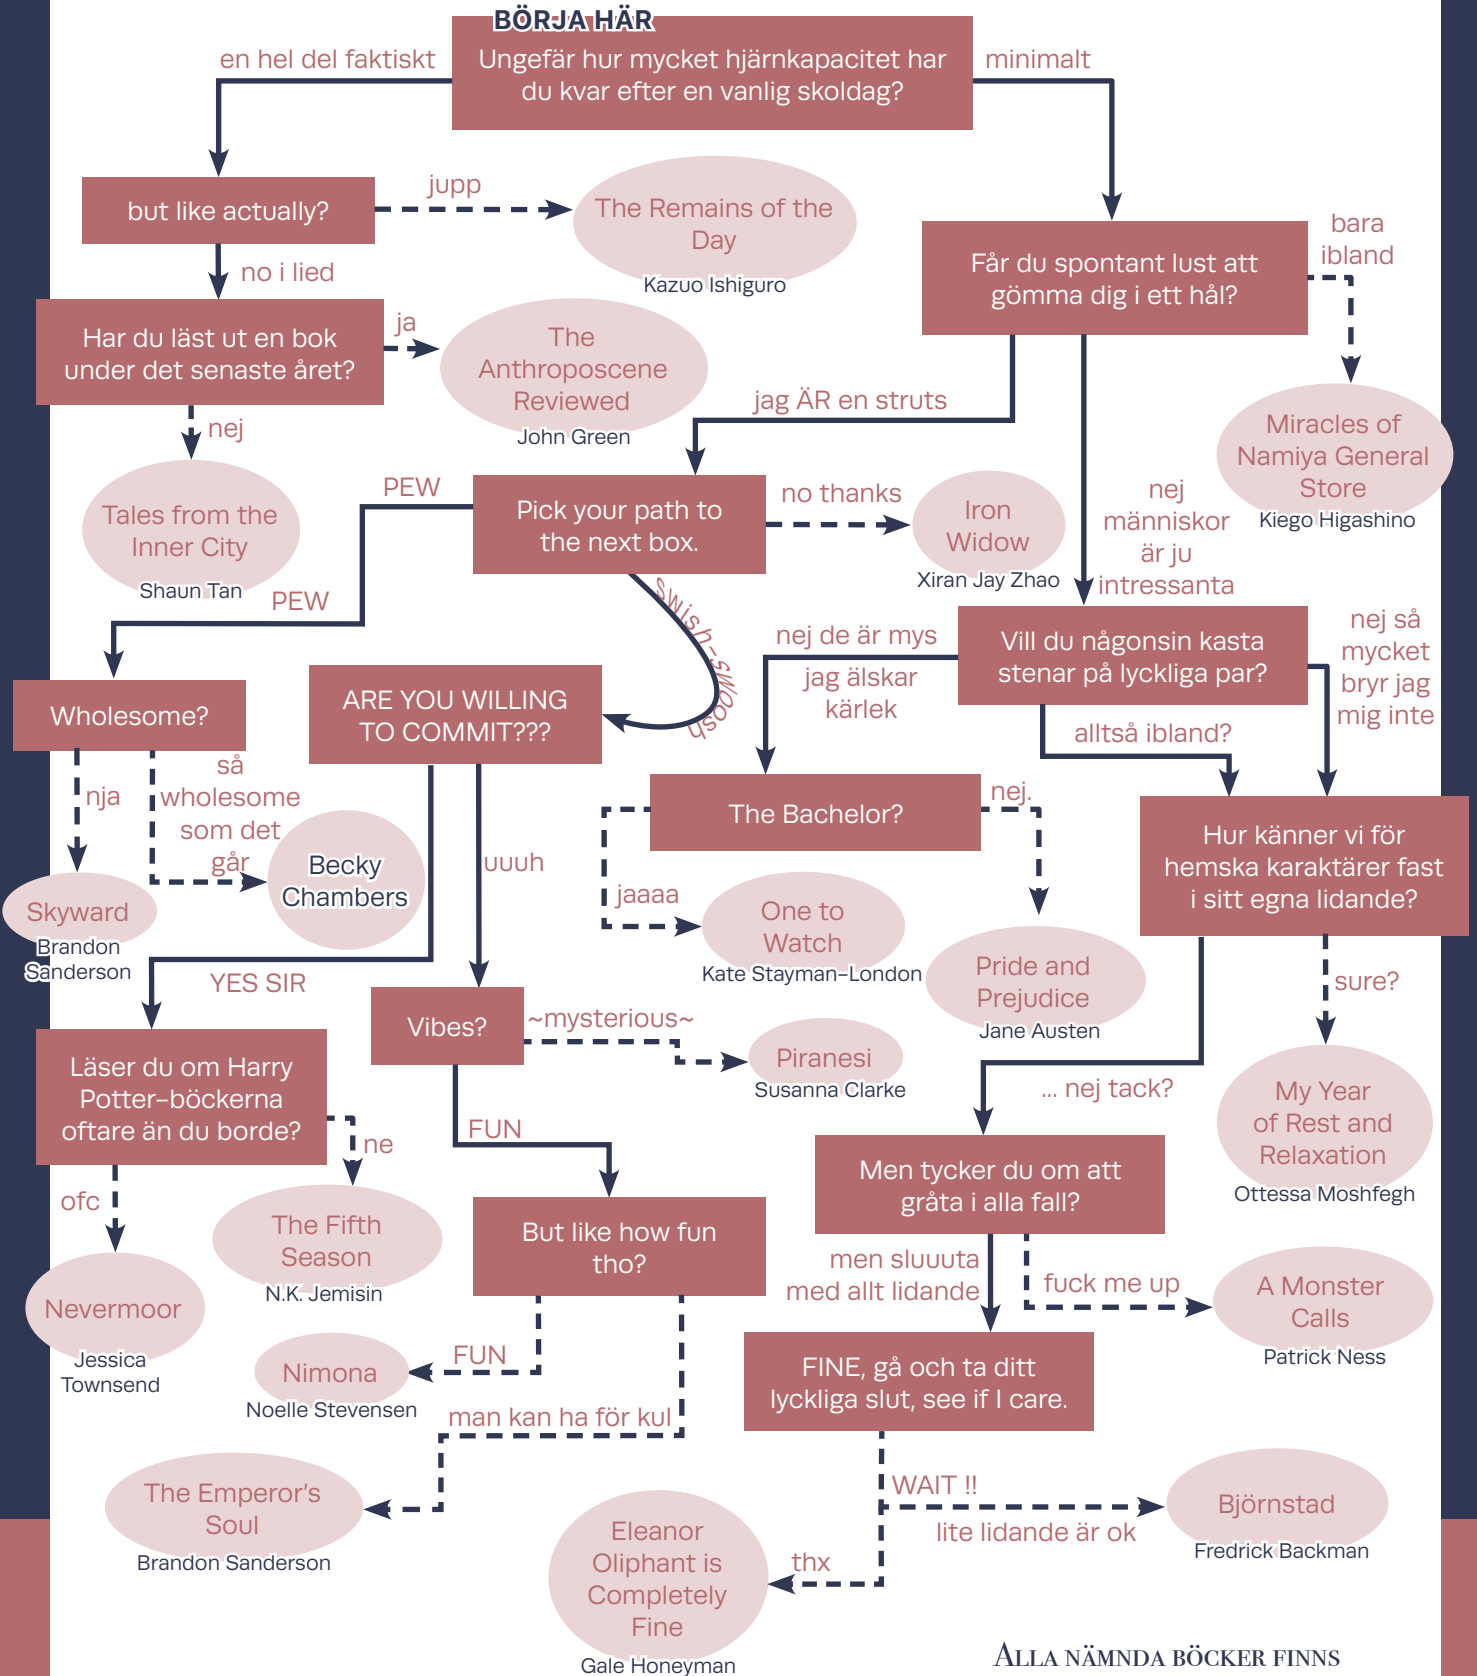 BÖRJA HÄR
en hel del faktiskt
Ungefär hur mycket hjärnkapacitet har
du kvar efter en vanlig skoldag?
minimalt
but like actually?
jupp
The Remains of the
Day
Kazuo Ishiguro
no i lied
Får du spontant lust att
gömma dig i ett hål?
bara
ibland
Har du läst ut en bok
under det senaste året?
ja
The
Anthroposcene
Reviewed
John Green
nej
jag ÄR en struts
Miracles of
Namiya General
Store
Kiego Higashino
Tales from the
Inner City
Shaun Tan
PEW
PEW
Pick your path to
the next box.
no thanks
Iron
Widow
Xiran Jay Zhao
nej
människor
är ju
intressanta
swish-swoosh
nej de är mys
jag älskar
kärlek
Vill du någonsin kasta
stenar på lyckliga par?
nej så
mycket
bryr jag
mig inte
alltså ibland?
Wholesome?
ARE YOU WILLING
TO COMMIT???
nja
så
wholesome
som det
går
Becky
Chambers
uuuh
The Bachelor?
nej.
jaaaa
Hur känner vi för
hemska karaktärer fast
i sitt egna lidande?
Skyward
Brandon
Sanderson
One to
Watch
Kate Stayman-London
Pride and
Prejudice
Jane Austen
sure?
YES SIR
Vibes?
~mysterious~
Piranesi
Susanna Clarke
... nej tack?
My Year
of Rest and
Relaxation
Ottessa Moshfegh
Läser du om Harry
Potter-böckerna
oftare än du borde?
ne
ofc
FUN
Men tycker du om att
gråta i alla fall?
The Fifth
Season
N.K. Jemisin
But like how fun
tho?
men sluuuta
med allt lidande
fuck me up
A Monster
Calls
Patrick Ness
Nevermoor
Jessica
Townsend
Nimona
Noelle Stevensen
FUN
man kan ha för kul
FINE, gå och ta ditt
lyckliga slut, see if I care.
The Emperor's
Soul
Brandon Sanderson
WAIT !!
lite lidande är ok
Björnstad
Fredrick Backman
thx
Eleanor
Oliphant is
Completely
Fine
Gale Honeyman
ALLA NÄMNDA BÖCKER FINNS